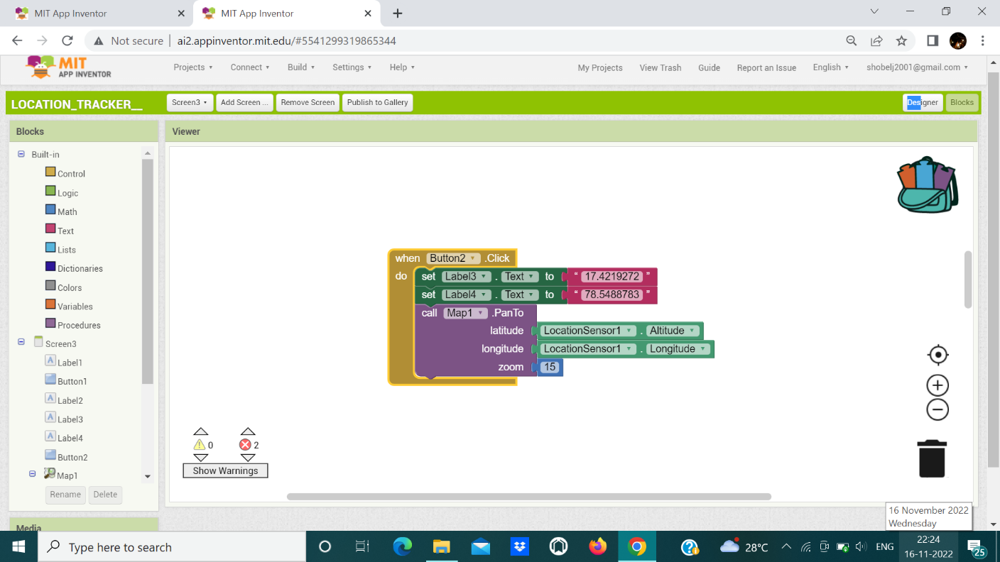 MIT App Inventor
MIT App Inventor
Not secure
ai2.appinventor.mit.edu/#5541299319865344
MIT
APP INVENTOR
Projects
Connect
Build
Settings
Help
My Projects
View Trash
Guide
Report an Issue
English
shobelj2001@gmail.com
LOCATION_TRACKER__
Screen3
Add Screen ...
Remove Screen
Publish to Gallery
Designer
Blocks
Blocks
Viewer
Built-in
Control
Logic
Math
Text
Lists
Dictionaries
Colors
Variables
Procedures
Screen3
A Label1
Button1
A Label2
A Label3
A Label4
Button2
Map1
Rename
Delete
Media
when Button2 .Click
do set Label3 . Text to “ 17.4219272 ”
set Label4 . Text to “ 78.5488783 ”
call Map1 .PanTo
latitude LocationSensor1 . Altitude
longitude LocationSensor1 . Longitude
zoom 15
0
2
Show Warnings
16 November 2022
Wednesday
Type here to search
28°C
ENG
22:24
16-11-2022
25